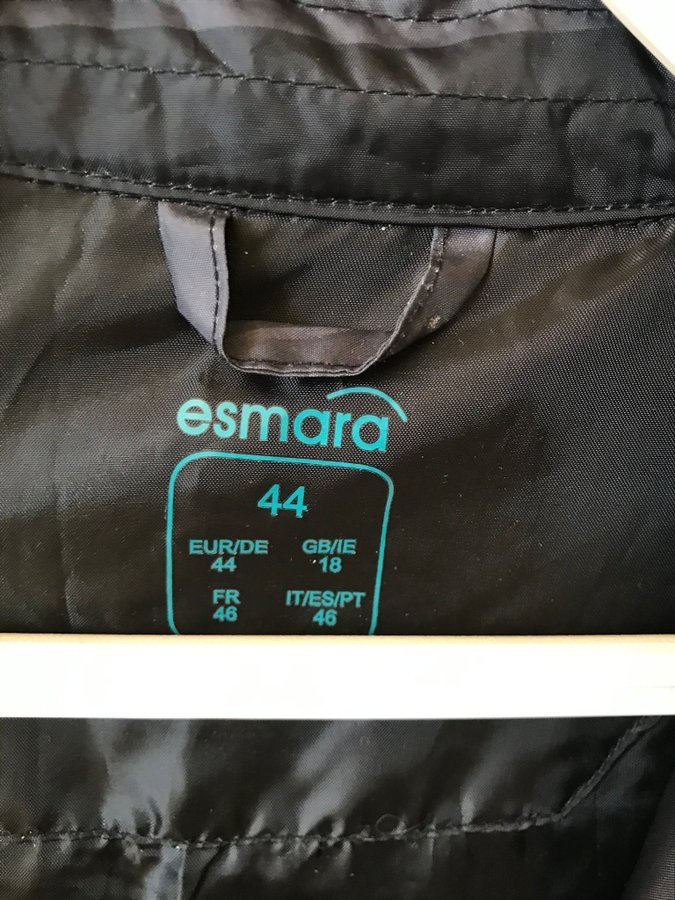 esmara
44
EUR/DE GB/IE
44 18
FR IT/ES/PT
46 46